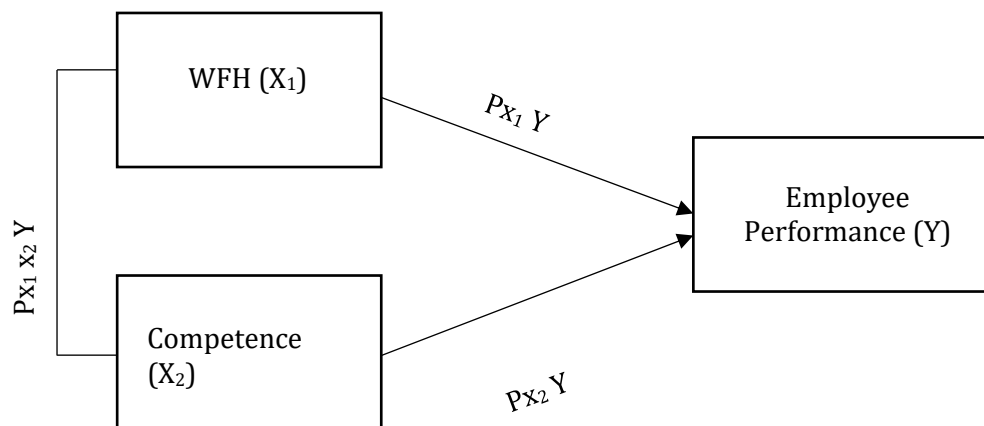 WFH (X₁)
Px₁ Y
Employee
Performance (Y)
Px₁ x₂ Y
Competence
(X₂)
Px₂ Y